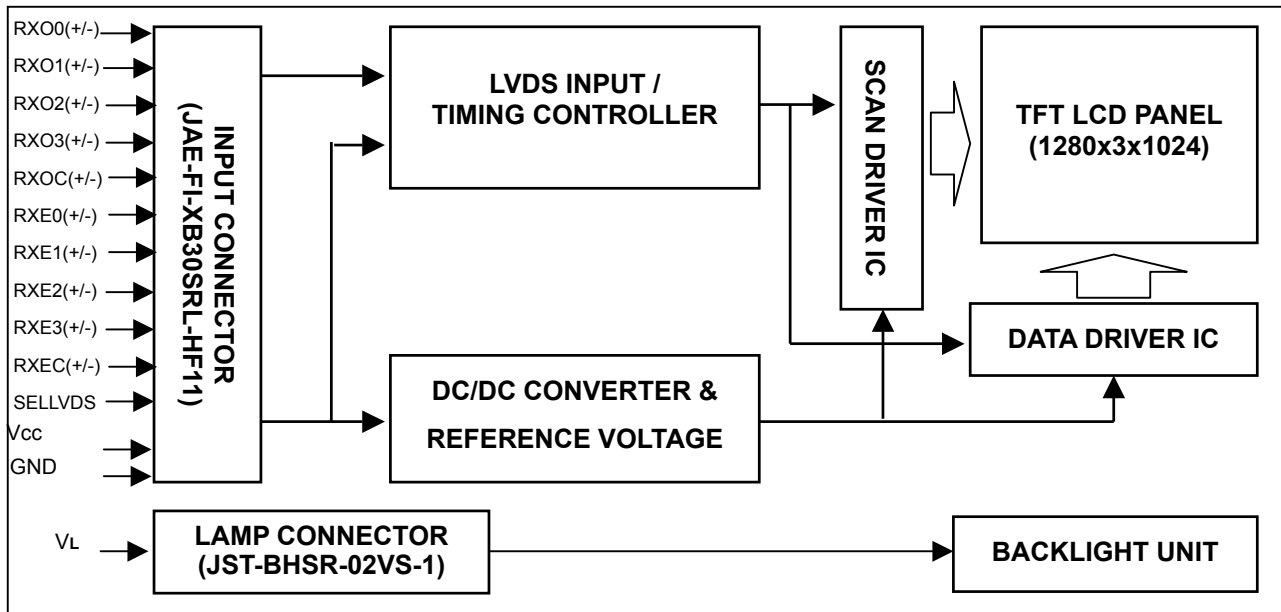 RXO0(+/-)
RXO1(+/-)
RXO2(+/-)
RXO3(+/-)
RXOC(+/-)
RXE0(+/-)
RXE1(+/-)
RXE2(+/-)
RXE3(+/-)
RXEC(+/-)
SELLVDS
Vcc
GND
VL
INPUT CONNECTOR
(JAE-FI-XB30SRL-HF11)
LVDS INPUT /
TIMING CONTROLLER
DC/DC CONVERTER &
REFERENCE VOLTAGE
SCAN DRIVER IC
TFT LCD PANEL
(1280x3x1024)
DATA DRIVER IC
LAMP CONNECTOR
(JST-BHSR-02VS-1)
BACKLIGHT UNIT